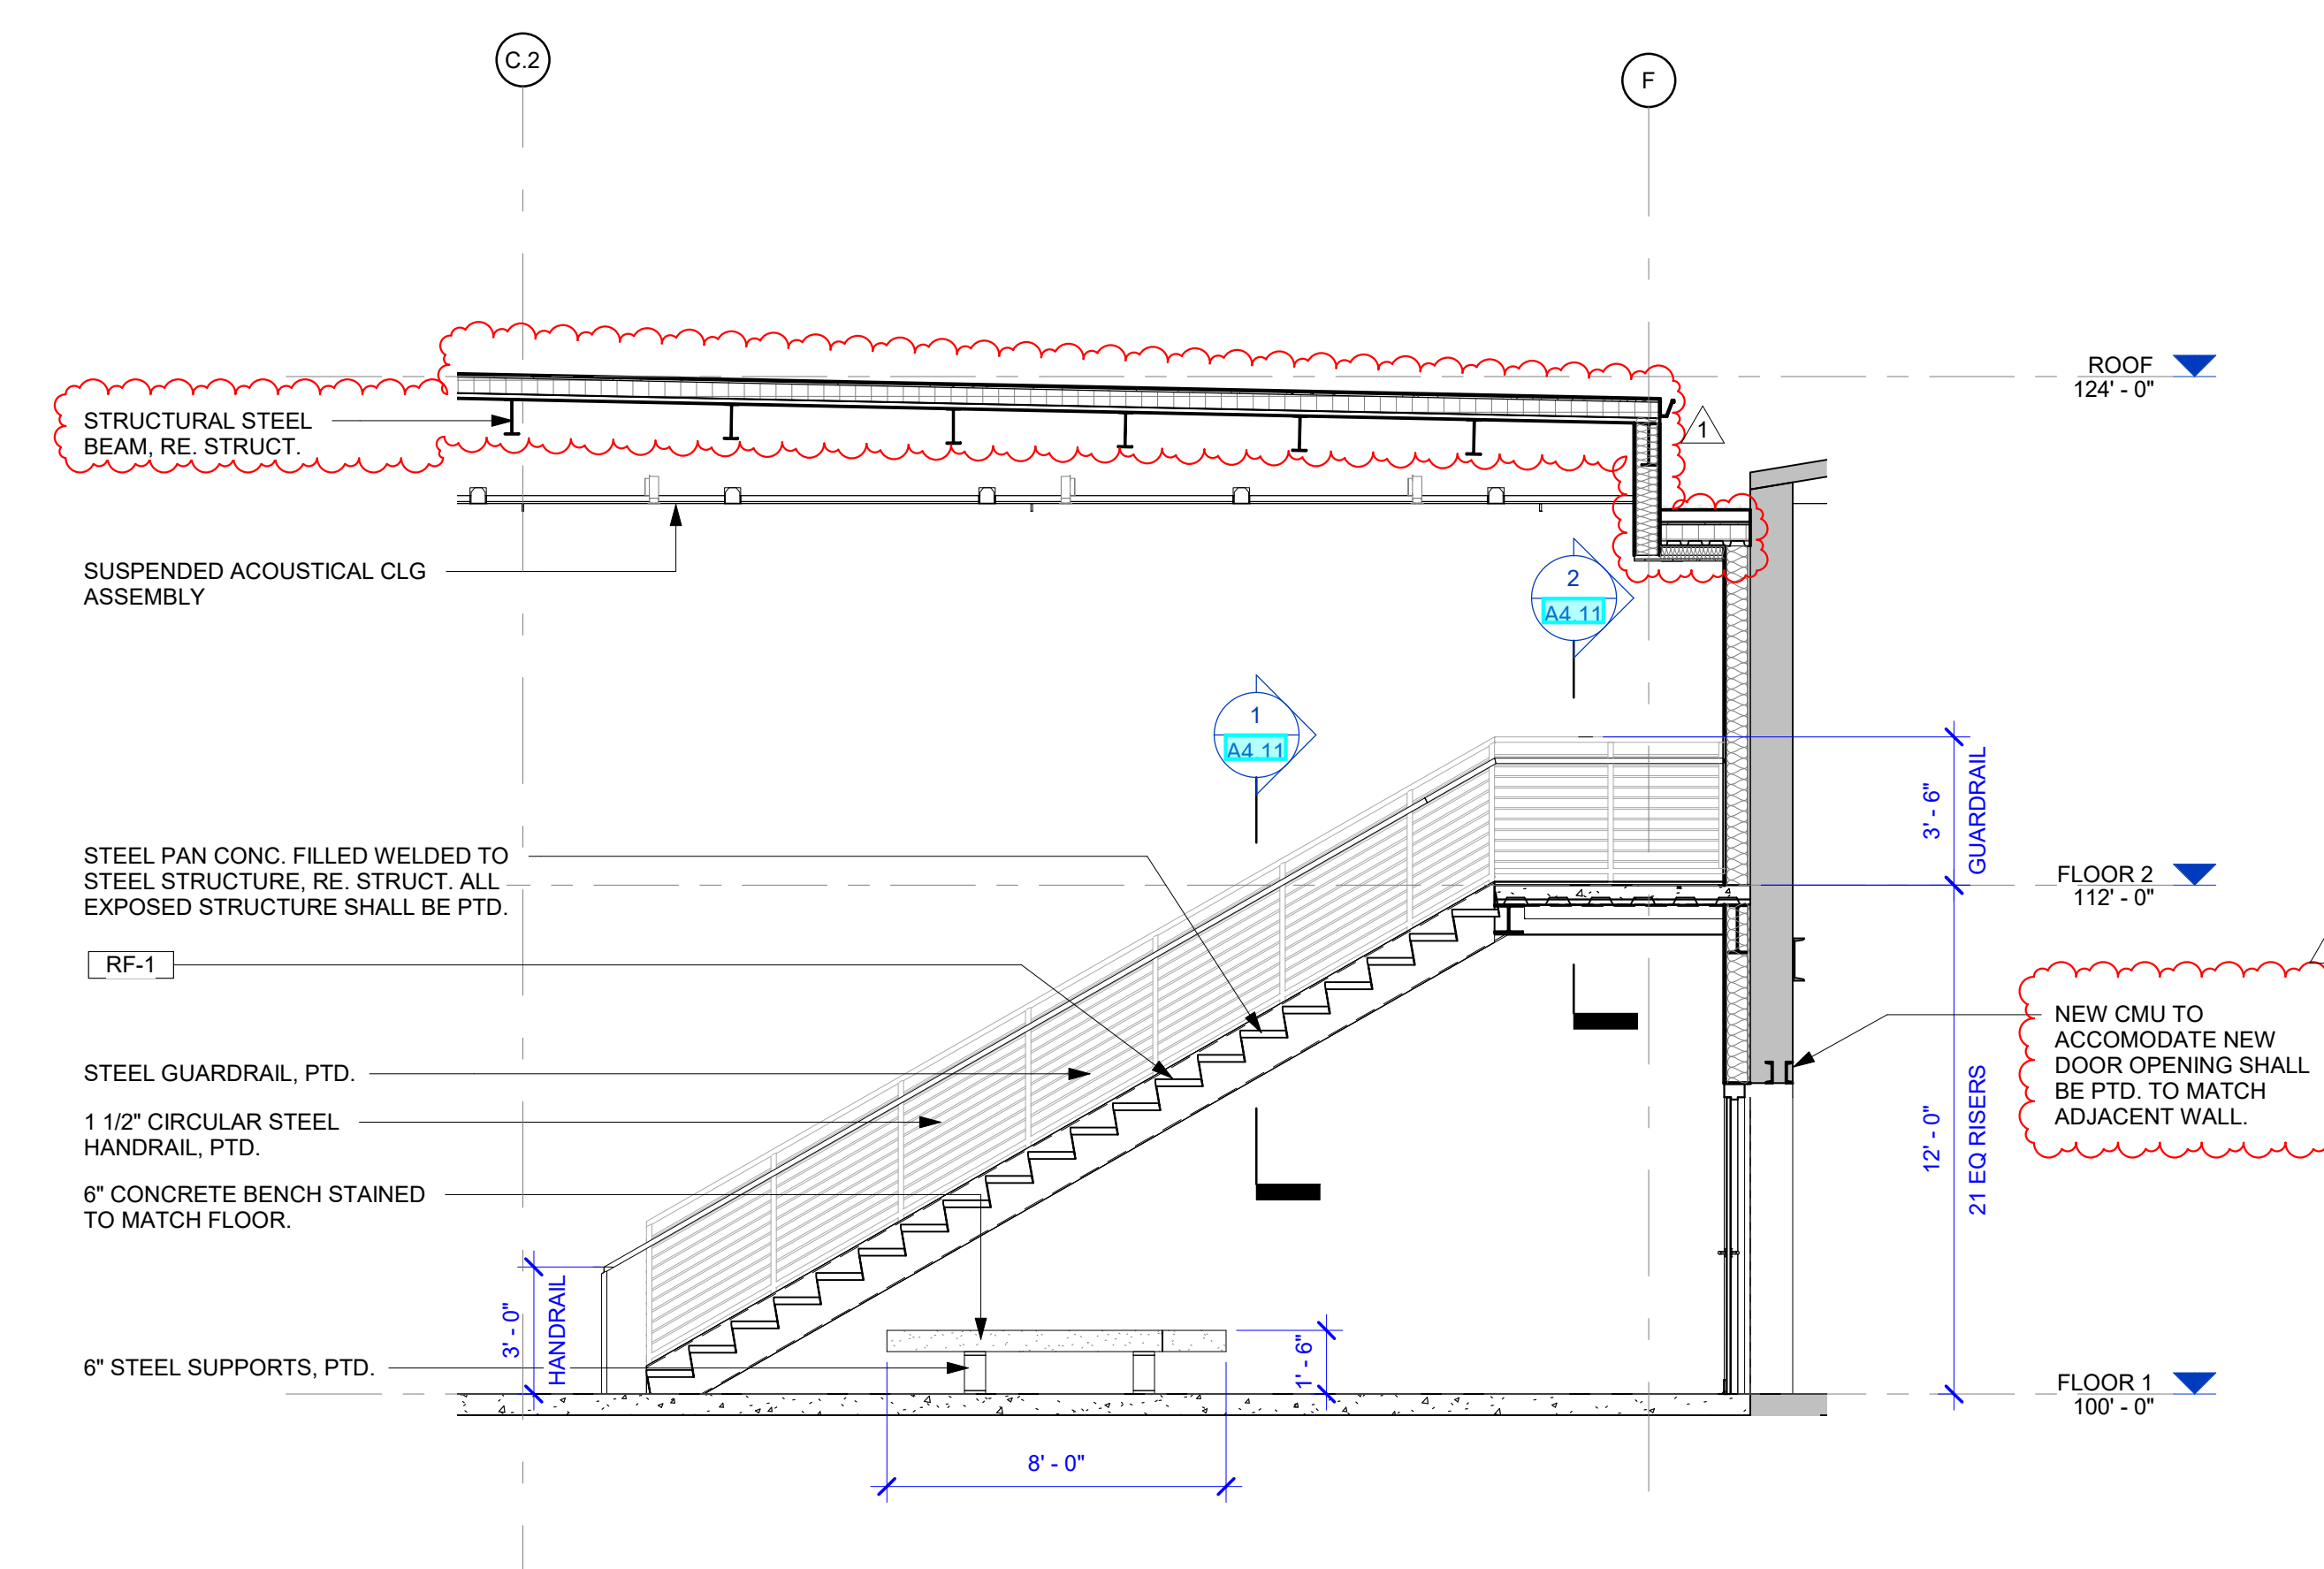 C.2
F
ROOF
124' - 0"
STRUCTURAL STEEL
BEAM, RE. STRUCT.
1
SUSPENDED ACOUSTICAL CLG
ASSEMBLY
2
A4.11
1
A4.11
3' - 6"
GUARDRAIL
STEEL PAN CONC. FILLED WELDED TO
STEEL STRUCTURE, RE. STRUCT. ALL
EXPOSED STRUCTURE SHALL BE PTD.
FLOOR 2
112' - 0"
RF-1
NEW CMU TO
ACCOMODATE NEW
DOOR OPENING SHALL
BE PTD. TO MATCH
ADJACENT WALL.
STEEL GUARDRAIL, PTD.
1 1/2" CIRCULAR STEEL
HANDRAIL, PTD.
12' - 0"
21 EQ RISERS
6" CONCRETE BENCH STAINED
TO MATCH FLOOR.
3' - 0"
HANDRAIL
1' - 6"
6" STEEL SUPPORTS, PTD.
FLOOR 1
100' - 0"
8' - 0"